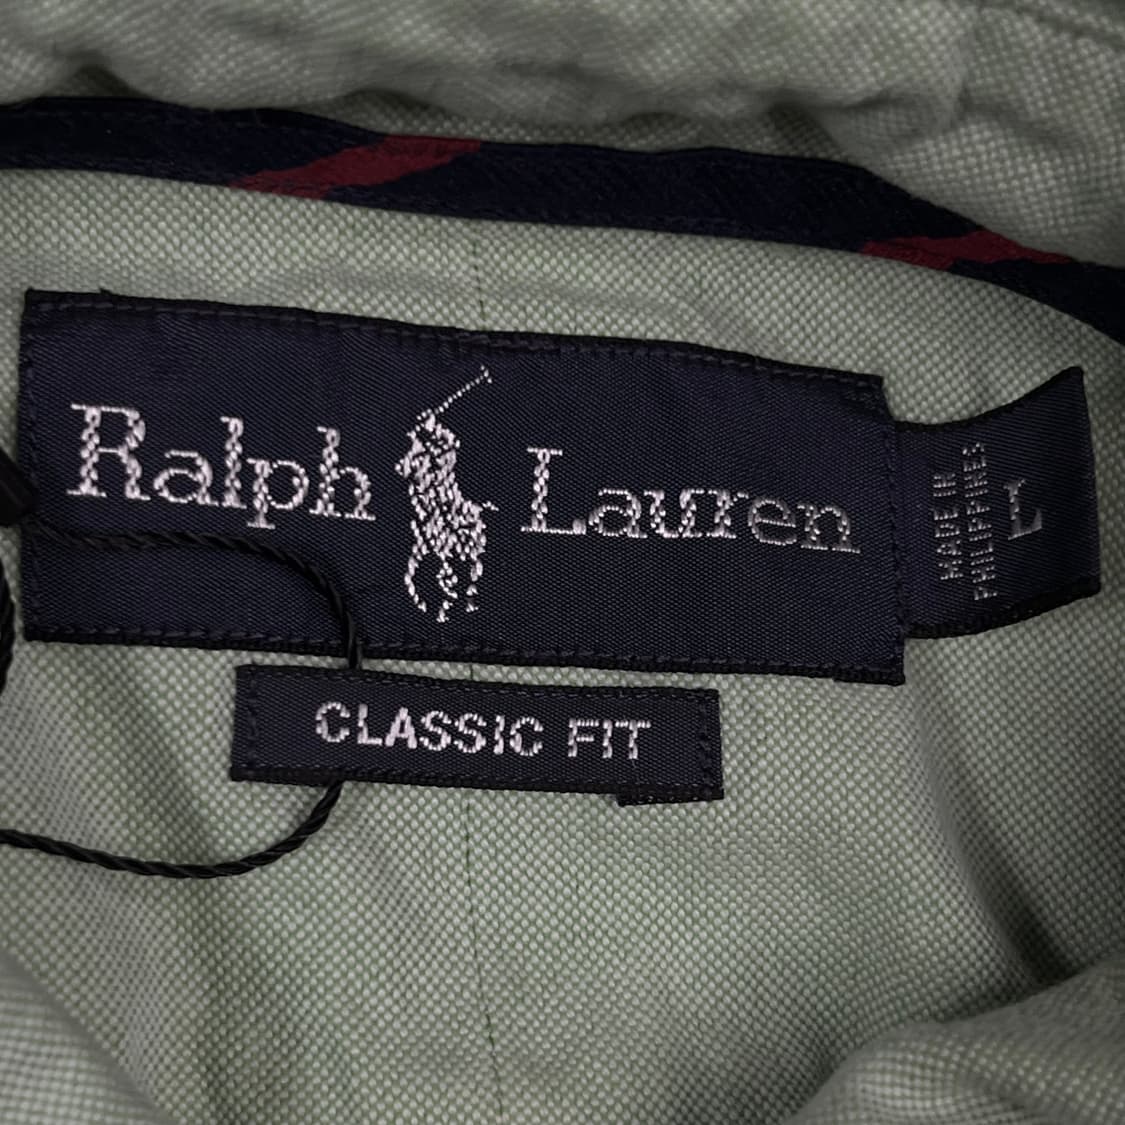 Ralph Lauren
MADE IN
PHILIPPINES
L
CLASSIC FIT